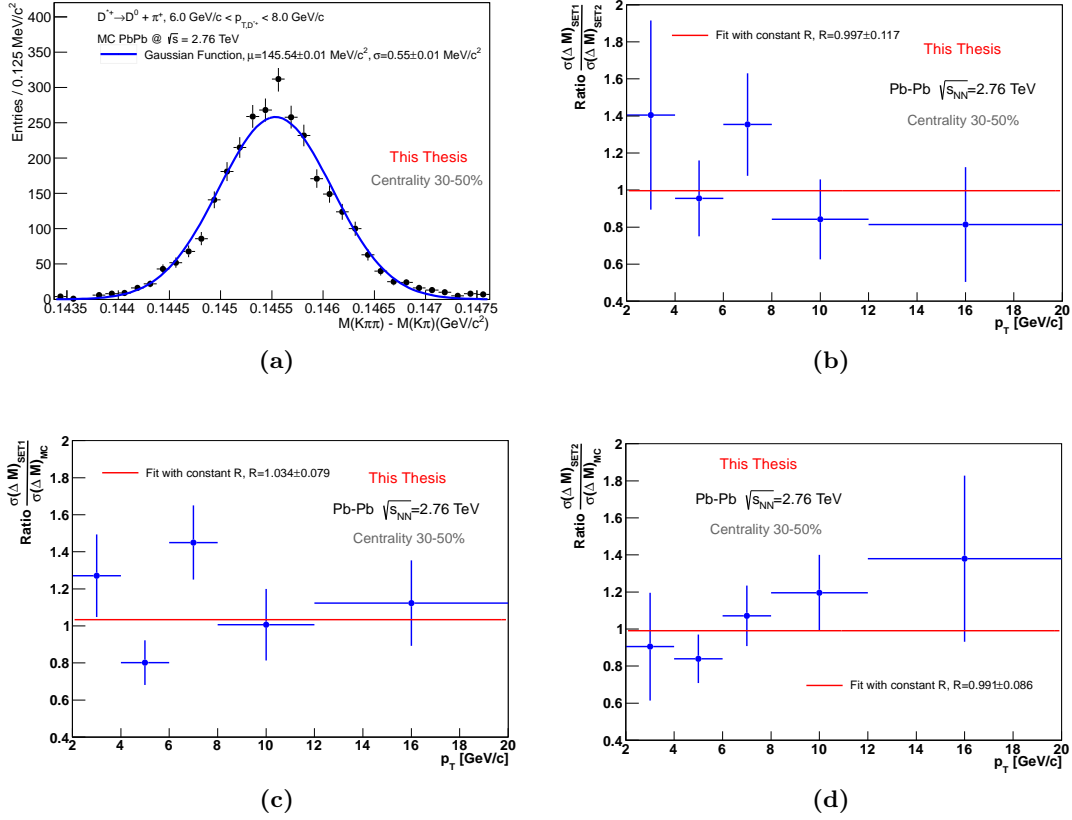 D*+→D0 + π+, 6.0 GeV/c < pT,D*+ < 8.0 GeV/c
MC PbPb @ √s = 2.76 TeV
Gaussian Function, μ=145.54±0.01 MeV/c2, σ=0.55±0.01 MeV/c2
This Thesis
Centrality 30-50%
Entries / 0.125 MeV/c2
400
350
300
250
200
150
100
50
0
0.1435 0.144 0.1445 0.145 0.1455 0.146 0.1465 0.147 0.1475
M(Kππ) - M(Kπ)(GeV/c2)
(a)
Ratio σ(Δ M)SET1 / σ(Δ M)SET2
Fit with constant R, R=0.997±0.117
This Thesis
Pb-Pb √sNN=2.76 TeV
Centrality 30-50%
2
1.8
1.6
1.4
1.2
1
0.8
0.6
0.4
2 4 6 8 10 12 14 16 18 20
pT [GeV/c]
(b)
Ratio σ(Δ M)SET1 / σ(Δ M)MC
Fit with constant R, R=1.034±0.079
This Thesis
Pb-Pb √sNN=2.76 TeV
Centrality 30-50%
2
1.8
1.6
1.4
1.2
1
0.8
0.6
0.4
2 4 6 8 10 12 14 16 18 20
pT [GeV/c]
(c)
Ratio σ(Δ M)SET2 / σ(Δ M)MC
This Thesis
Pb-Pb √sNN=2.76 TeV
Centrality 30-50%
Fit with constant R, R=0.991±0.086
2
1.8
1.6
1.4
1.2
1
0.8
0.6
0.4
2 4 6 8 10 12 14 16 18 20
pT [GeV/c]
(d)